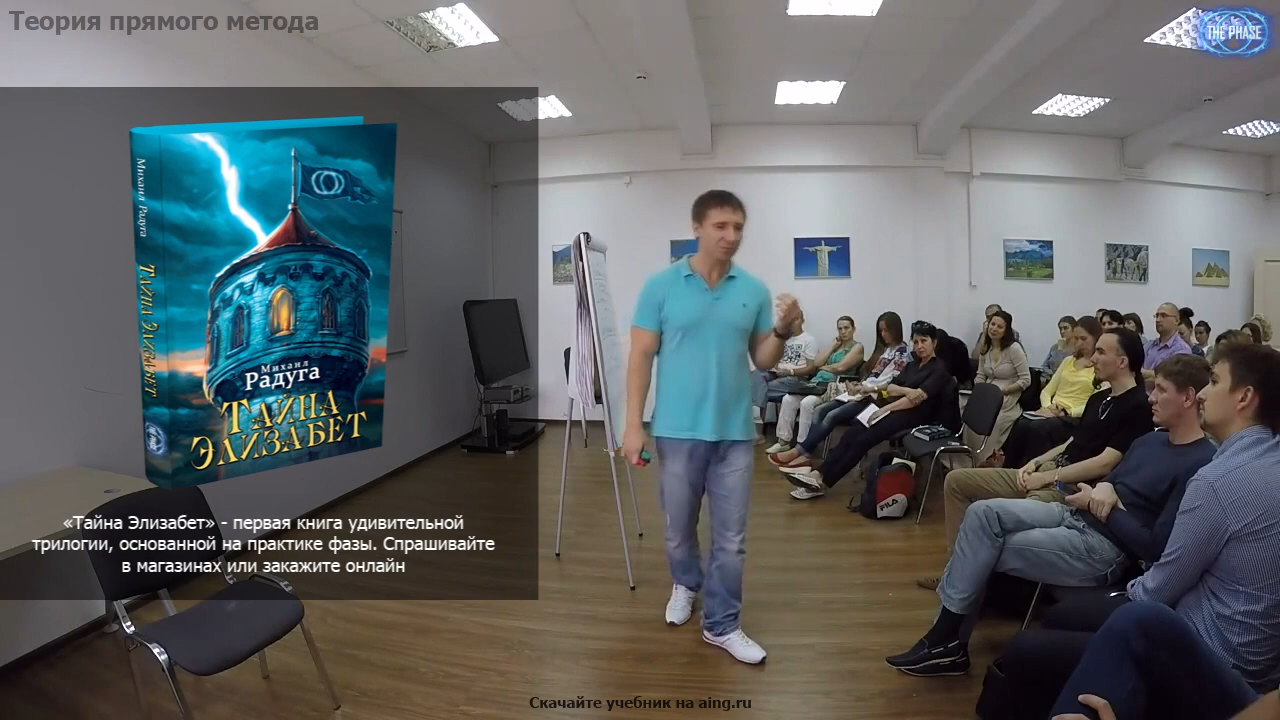 Теория прямого метода
THE PHASE
Михаил Радуга
ТАЙНА ЭЛИЗАБЕТ
Михаил
Радуга
ТАЙНА
ЭЛИЗАБЕТ
«Тайна Элизабет» - первая книга удивительной
трилогии, основанной на практике фазы. Спрашивайте
в магазинах или закажите онлайн
FILA
Скачайте учебник на aing.ru